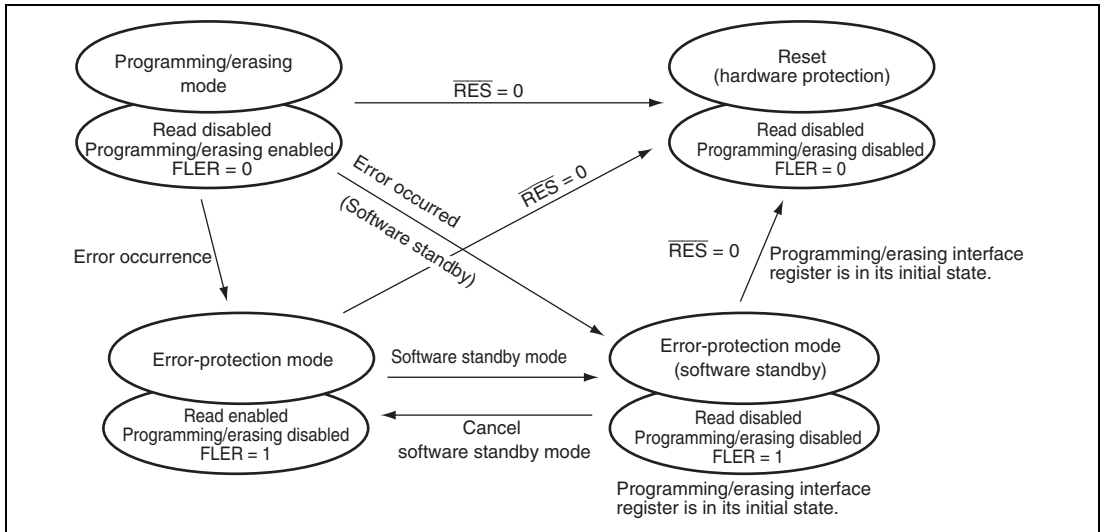 Programming/erasing
mode
Read disabled
Programming/erasing enabled
FLER = 0
RES = 0
Reset
(hardware protection)
Read disabled
Programming/erasing disabled
FLER = 0
Error occurred
(Software standby)
RES = 0
Error occurrence
RES = 0
Programming/erasing interface
register is in its initial state.
Error-protection mode
Read enabled
Programming/erasing disabled
FLER = 1
Software standby mode
Cancel
software standby mode
Error-protection mode
(software standby)
Read disabled
Programming/erasing disabled
FLER = 1
Programming/erasing interface
register is in its initial state.